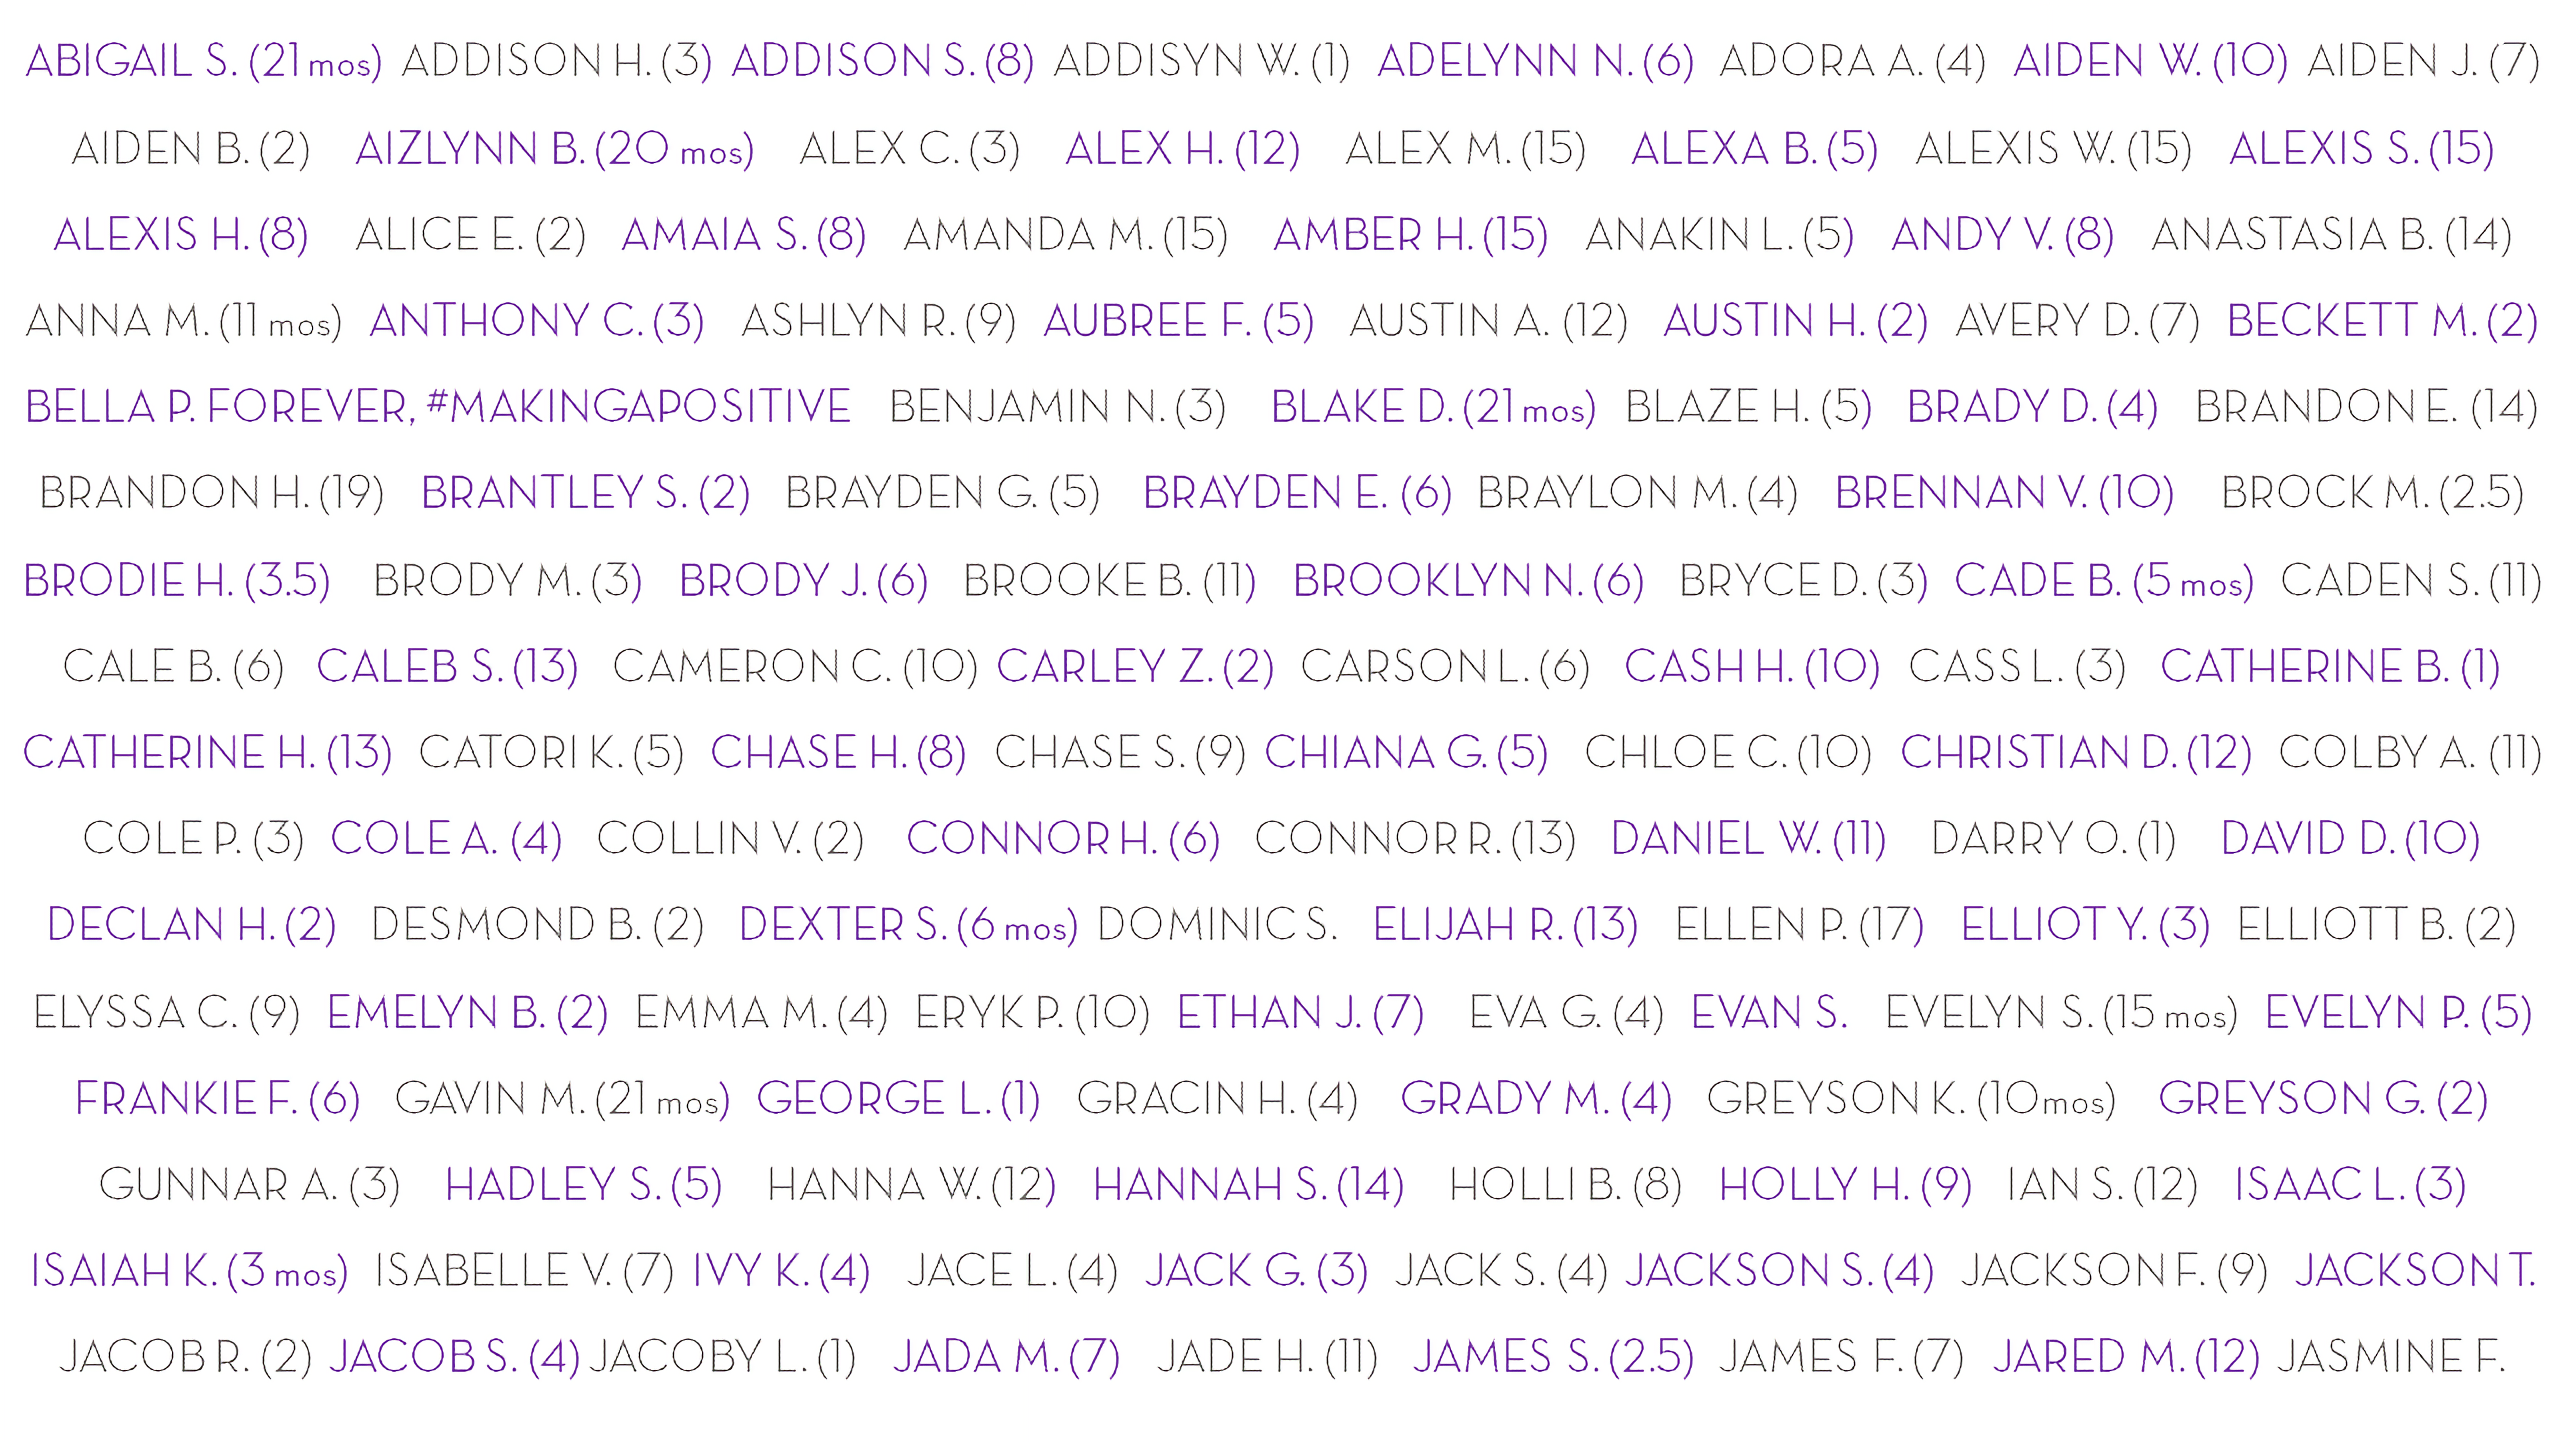 ABIGAIL S. (21 mos) ADDISON H. (3) ADDISON S. (8) ADDISYN W. (1) ADELYNN N. (6) ADORA A. (4) AIDEN W. (10) AIDEN J. (7)
AIDEN B. (2) AIZLYNN B. (20 mos) ALEX C. (3) ALEX H. (12) ALEX M. (15) ALEXA B. (5) ALEXIS W. (15) ALEXIS S. (15)
ALEXIS H. (8) ALICE E. (2) AMAIA S. (8) AMANDA M. (15) AMBER H. (15) ANAKIN L. (5) ANDY V. (8) ANASTASIA B. (14)
ANNA M. (11 mos) ANTHONY C. (3) ASHLYN R. (9) AUBREE F. (5) AUSTIN A. (12) AUSTIN H. (2) AVERY D. (7) BECKETT M. (2)
BELLA P. FOREVER, #MAKINGAPOSITIVE BENJAMIN N. (3) BLAKE D. (21 mos) BLAZE H. (5) BRADY D. (4) BRANDON E. (14)
BRANDON H. (19) BRANTLEY S. (2) BRAYDEN G. (5) BRAYDEN E. (6) BRAYLON M. (4) BRENNAN V. (10) BROCK M. (2.5)
BRODIE H. (3.5) BRODY M. (3) BRODY J. (6) BROOKE B. (11) BROOKLYN N. (6) BRYCE D. (3) CADE B. (5 mos) CADEN S. (11)
CALE B. (6) CALEB S. (13) CAMERON C. (10) CARLEY Z. (2) CARSON L. (6) CASH H. (10) CASS L. (3) CATHERINE B. (1)
CATHERINE H. (13) CATORI K. (5) CHASE H. (8) CHASE S. (9) CHIANA G. (5) CHLOE C. (10) CHRISTIAN D. (12) COLBY A. (11)
COLE P. (3) COLE A. (4) COLLIN V. (2) CONNOR H. (6) CONNOR R. (13) DANIEL W. (11) DARRY O. (1) DAVID D. (10)
DECLAN H. (2) DESMOND B. (2) DEXTER S. (6 mos) DOMINIC S. ELIJAH R. (13) ELLEN P. (17) ELLIOT Y. (3) ELLIOTT B. (2)
ELYSSA C. (9) EMELYN B. (2) EMMA M. (4) ERYK P. (10) ETHAN J. (7) EVA G. (4) EVAN S. EVELYN S. (15 mos) EVELYN P. (5)
FRANKIE F. (6) GAVIN M. (21 mos) GEORGE L. (1) GRACIN H. (4) GRADY M. (4) GREYSON K. (10mos) GREYSON G. (2)
GUNNAR A. (3) HADLEY S. (5) HANNA W. (12) HANNAH S. (14) HOLLI B. (8) HOLLY H. (9) IAN S. (12) ISAAC L. (3)
ISAIAH K. (3 mos) ISABELLE V. (7) IVY K. (4) JACE L. (4) JACK G. (3) JACK S. (4) JACKSON S. (4) JACKSON F. (9) JACKSON T.
JACOB R. (2) JACOB S. (4) JACOBY L. (1) JADA M. (7) JADE H. (11) JAMES S. (2.5) JAMES F. (7) JARED M. (12) JASMINE F.